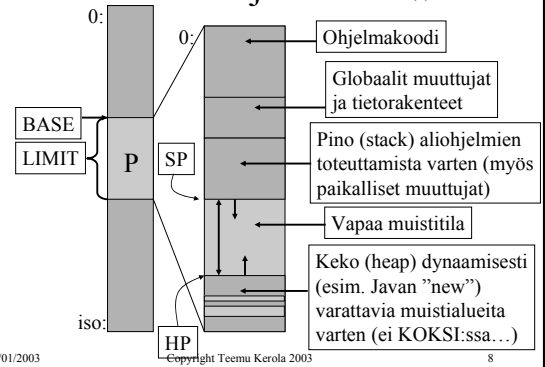 0:
0:
Ohjelmakoodi
Globaalit muuttujat
ja tietorakenteet
BASE
LIMIT
P
SP
Pino (stack) aliohjelmien
toteuttamista varten (myös
paikalliset muuttujat)
Vapaa muistitila
Keko (heap) dynaamisesti
(esim. Javan ”new”)
varattavia muistialueita
varten (ei KOKSI:ssa…)
iso:
HP
/01/2003
Copyright Teemu Kerola 2003
8